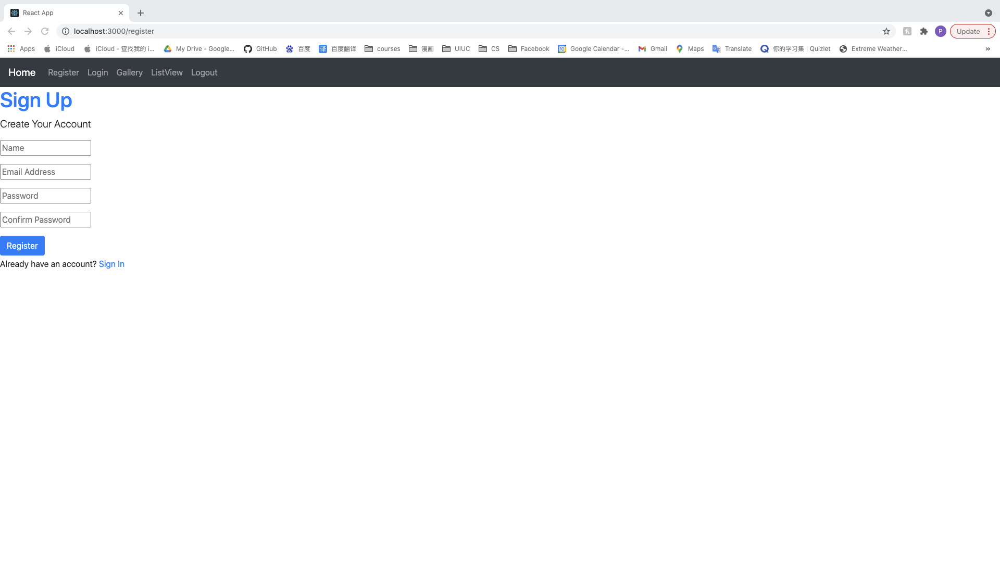 React App
localhost:3000/register
Update
P
Apps iCloud iCloud - 查找我的 i... My Drive - Google... GitHub 百度 译 百度翻译 courses 漫画 UIUC CS Facebook 10 Google Calendar -... Gmail Maps Translate 你的学习集 | Quizlet Extreme Weather... »
Home Register Login Gallery ListView Logout
Sign Up
Create Your Account
Name
Email Address
Password
Confirm Password
Register
Already have an account? Sign In